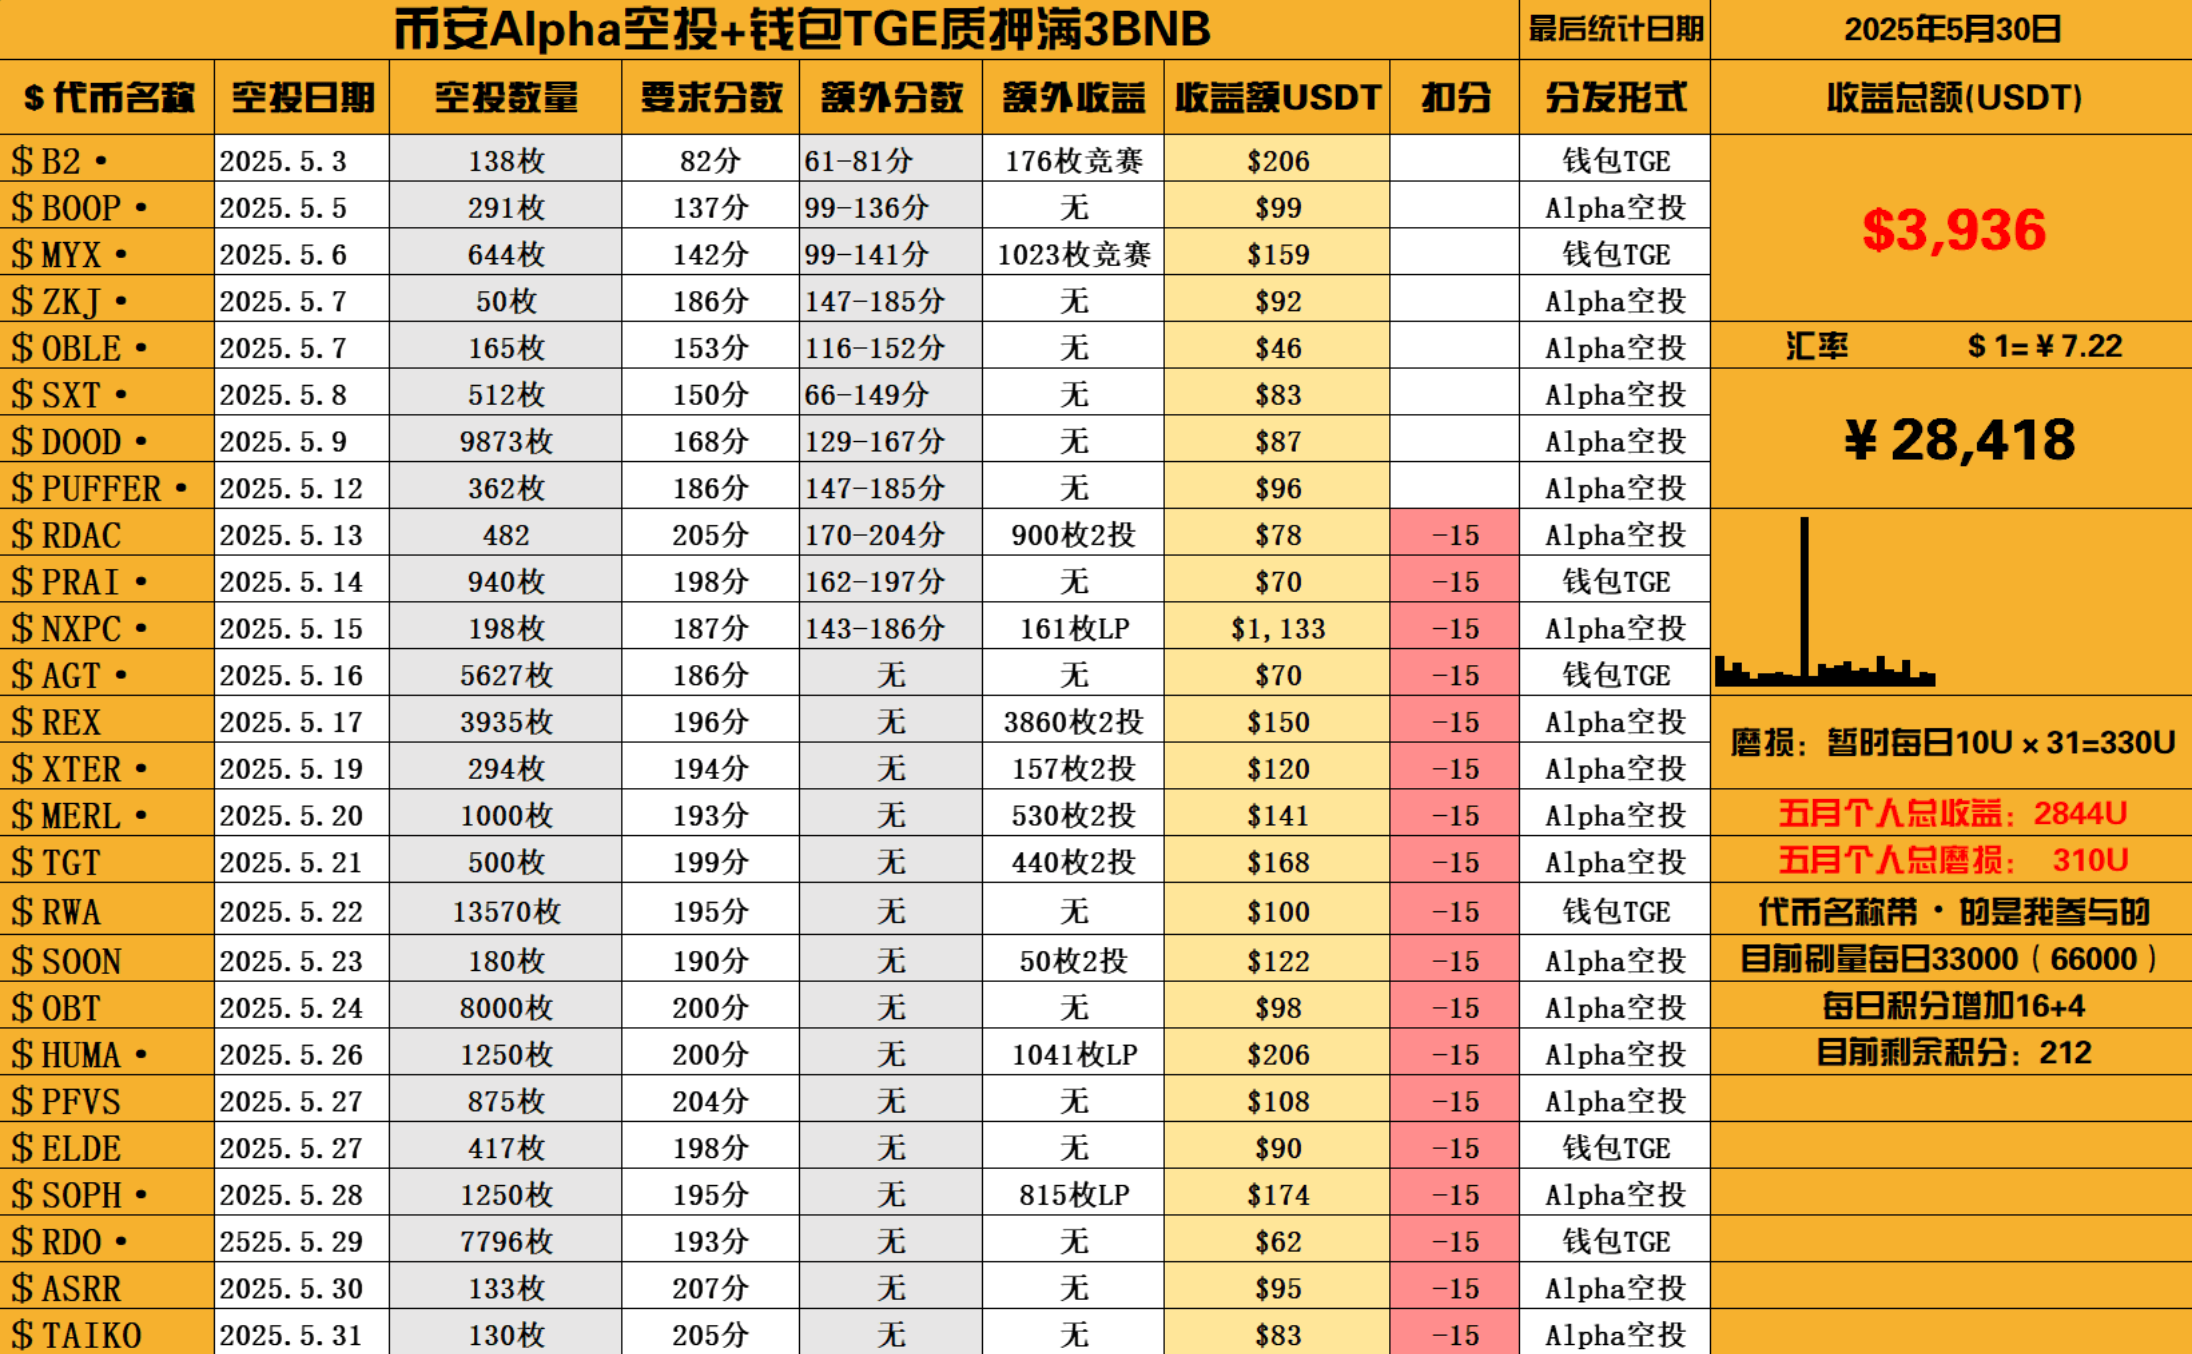 币安Alpha空投+钱包TGE质押满3BNB 最后统计日期 2025年5月30日
$代币名称 空投日期 空投数量 要求分数 额外分数 额外收益 收益额USDT 扣分 分发形式 收益总额(USDT)
$B2· 2025.5.3 138枚 82分 61-81分 176枚竞赛 $206 钱包TGE
$BOOP· 2025.5.5 291枚 137分 99-136分 无 $99 Alpha空投
$3,936
$MYX· 2025.5.6 644枚 142分 99-141分 1023枚竞赛 $159 钱包TGE
$ZKJ· 2025.5.7 50枚 186分 147-185分 无 $92 Alpha空投
$OBLE· 2025.5.7 165枚 153分 116-152分 无 $46 Alpha空投 汇率 $1=¥7.22
$SXT· 2025.5.8 512枚 150分 66-149分 无 $83 Alpha空投
$DOOD· 2025.5.9 9873枚 168分 129-167分 无 $87 Alpha空投 ¥28,418
$PUFFER· 2025.5.12 362枚 186分 147-185分 无 $96 Alpha空投
$RDAC 2025.5.13 482 205分 170-204分 900枚2投 $78 -15 Alpha空投
$PRAI· 2025.5.14 940枚 198分 162-197分 无 $70 -15 钱包TGE
$NXPC· 2025.5.15 198枚 187分 143-186分 161枚LP $1,133 -15 Alpha空投
$AGT· 2025.5.16 5627枚 186分 无 无 $70 -15 钱包TGE
$REX 2025.5.17 3935枚 196分 无 3860枚2投 $150 -15 Alpha空投
磨损：暂时每日10U×31=330U
$XTER· 2025.5.19 294枚 194分 无 157枚2投 $120 -15 Alpha空投
$MERL· 2025.5.20 1000枚 193分 无 530枚2投 $141 -15 Alpha空投 五月个人总收益：2844U
$TGT 2025.5.21 500枚 199分 无 440枚2投 $168 -15 Alpha空投 五月个人总磨损： 310U
$RWA 2025.5.22 13570枚 195分 无 无 $100 -15 钱包TGE 代币名称带·的是我参与的
$SOON 2025.5.23 180枚 190分 无 50枚2投 $122 -15 Alpha空投 目前刷量每日33000（66000）
$OBT 2025.5.24 8000枚 200分 无 无 $98 -15 Alpha空投 每日积分增加16+4
$HUMA· 2025.5.26 1250枚 200分 无 1041枚LP $206 -15 Alpha空投 目前剩余积分：212
$PFVS 2025.5.27 875枚 204分 无 无 $108 -15 Alpha空投
$ELDE 2025.5.27 417枚 198分 无 无 $90 -15 钱包TGE
$SOPH· 2025.5.28 1250枚 195分 无 815枚LP $174 -15 Alpha空投
$RDO· 2525.5.29 7796枚 193分 无 无 $62 -15 钱包TGE
$ASRR 2025.5.30 133枚 207分 无 无 $95 -15 Alpha空投
$TAIKO 2025.5.31 130枚 205分 无 无 $83 -15 Alpha空投